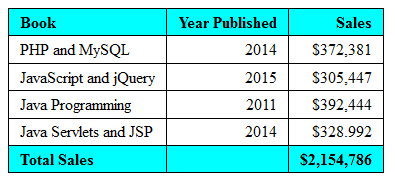 Book Year Published Sales
PHP and MySQL 2014 $372,381
JavaScript and jQuery 2015 $305,447
Java Programming 2011 $392,444
Java Servlets and JSP 2014 $328.992
Total Sales $2,154,786